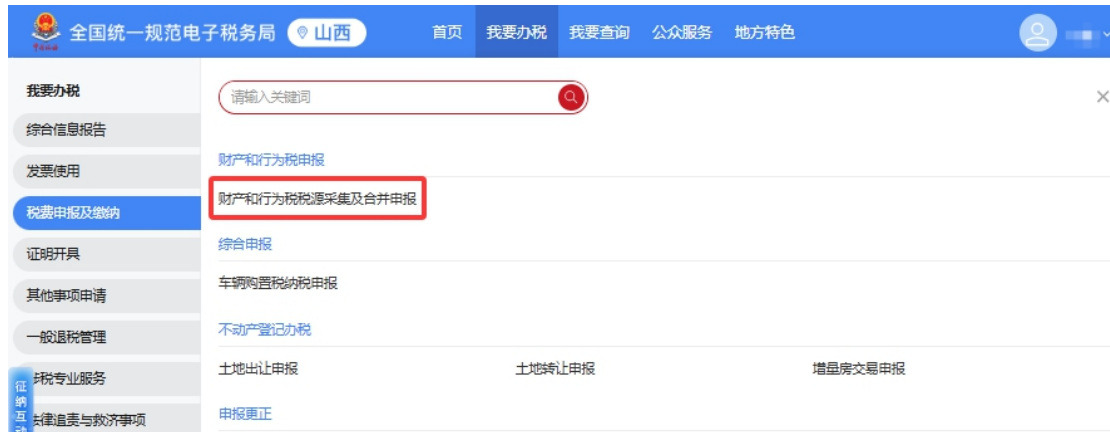 全国统一规范电子税务局 山西 首页 我要办税 我要查询 公众服务 地方特色
我要办税
请输入关键词
综合信息报告
发票使用
财产和行为税申报
财产和行为税税源采集及合并申报
税费申报及缴纳
综合申报
证明开具
车辆购置税纳税申报
其他事项申请
一般退税管理
不动产登记办税
土地出让申报 土地转让申报 增量房交易申报
涉税专业服务
征纳互动
法律追责与救济事项
申报更正